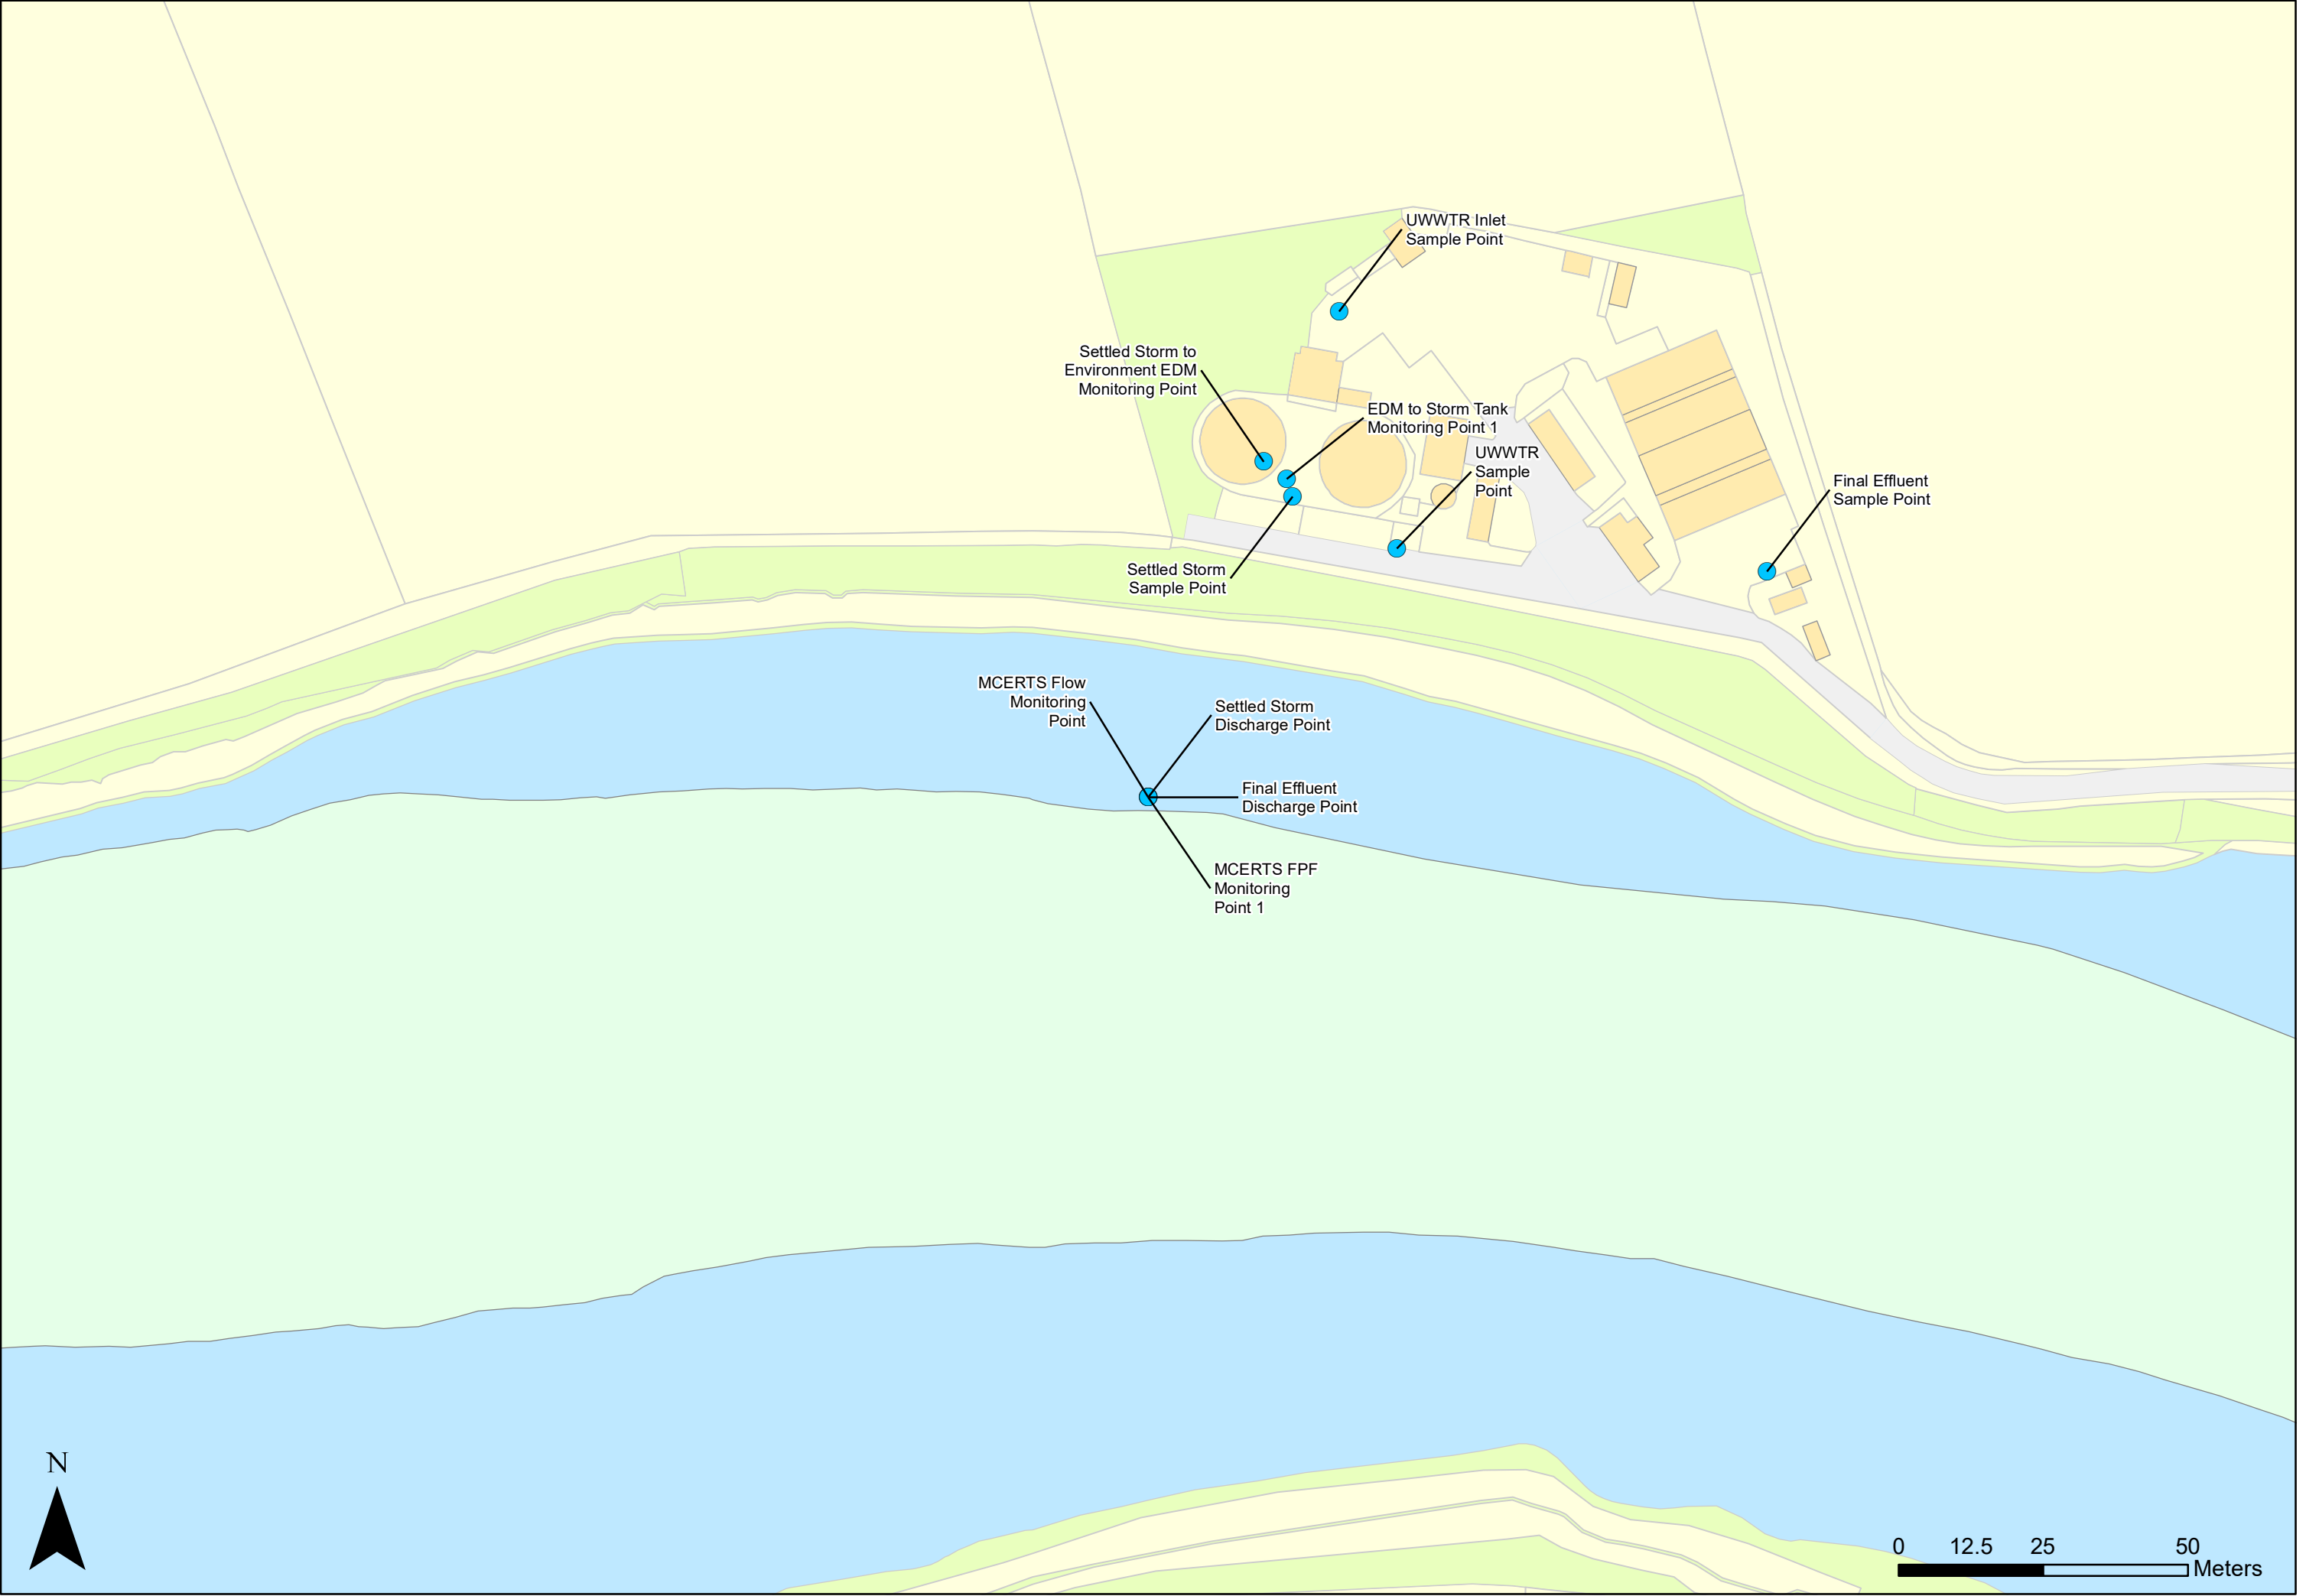 UWWTR Inlet
Sample Point
Settled Storm to
Environment EDM
Monitoring Point
EDM to Storm Tank
Monitoring Point 1
UWWTR
Sample
Point
Final Effluent
Sample Point
Settled Storm
Sample Point
MCERTS Flow
Monitoring
Point
Settled Storm
Discharge Point
Final Effluent
Discharge Point
MCERTS FPF
Monitoring
Point 1
N
0 12.5 25 50
Meters